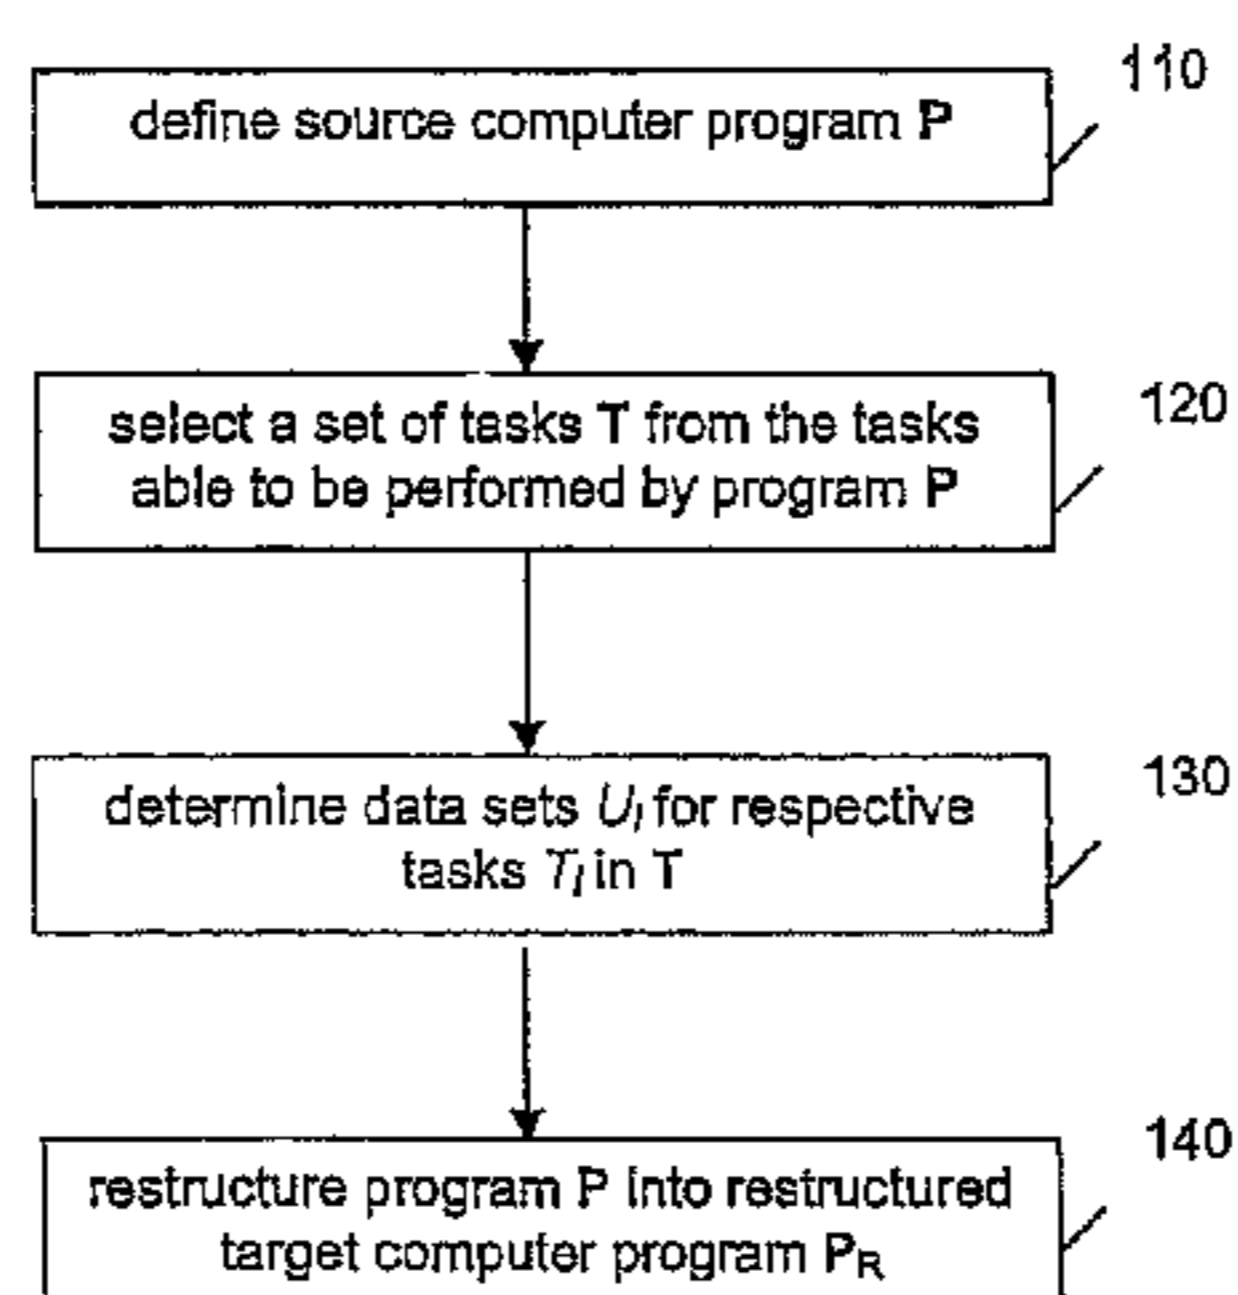 110
define source computer program P
120
select a set of tasks T from the tasks
able to be performed by program P
130
determine data sets Ui for respective
tasks Ti in T
140
restructure program P into restructured
target computer program PR